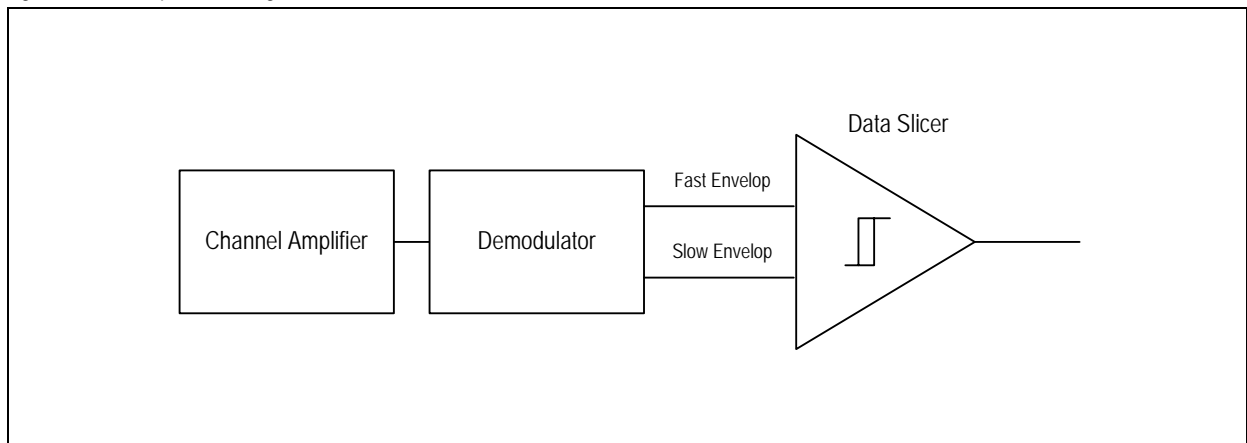 Data Slicer
Fast Envelop
Channel Amplifier
Demodulator
Slow Envelop